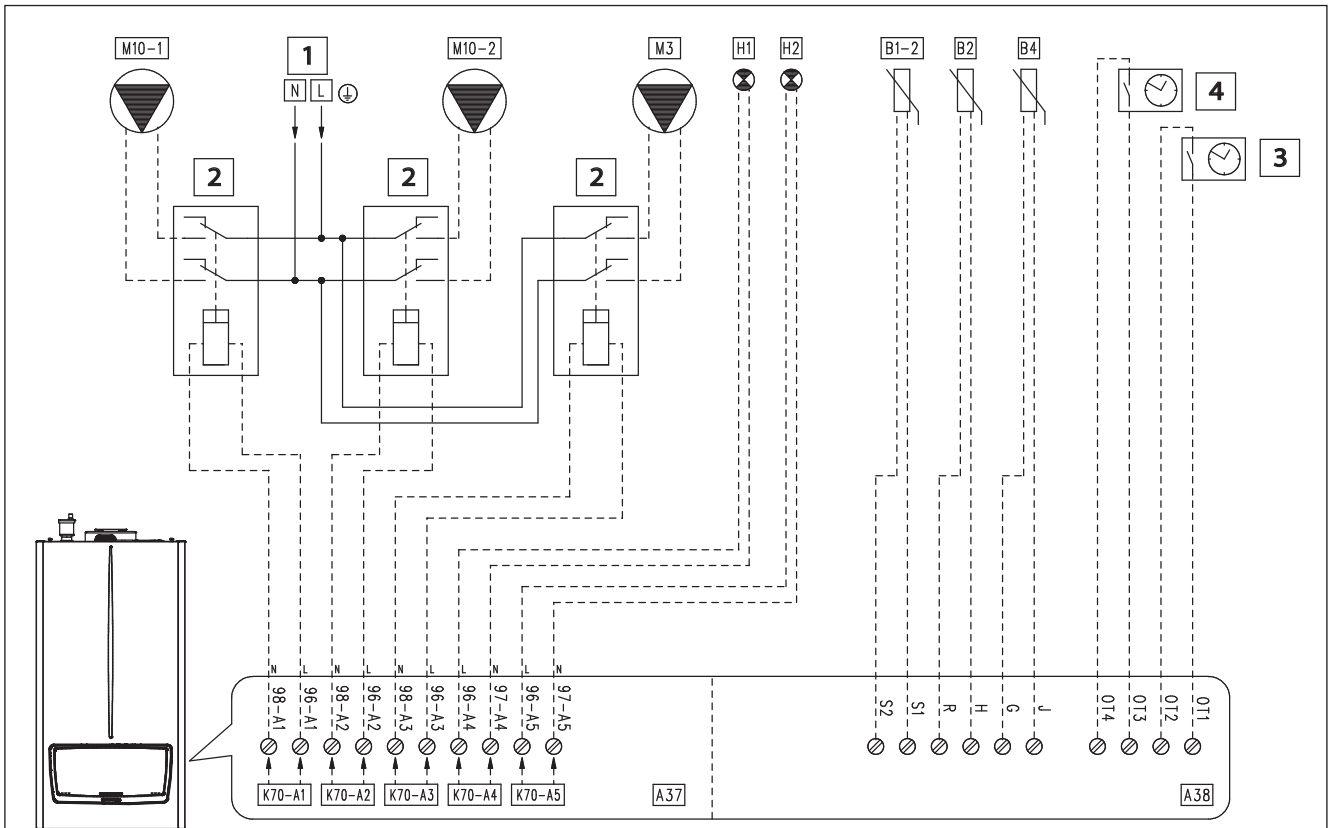 M10-1
1
M10-2
M3
H1
H2
B1-2
B2
B4
N L
4
3
2
2
2
N L N L N L L N L N
98-A1
96-A1
98-A2
96-A2
98-A3
96-A3
96-A4
97-A4
96-A5
97-A5
S2
S1
R
H
G
J
OT4
OT3
OT2
OT1
K70-A1 K70-A2 K70-A3 K70-A4 K70-A5 A37 A38